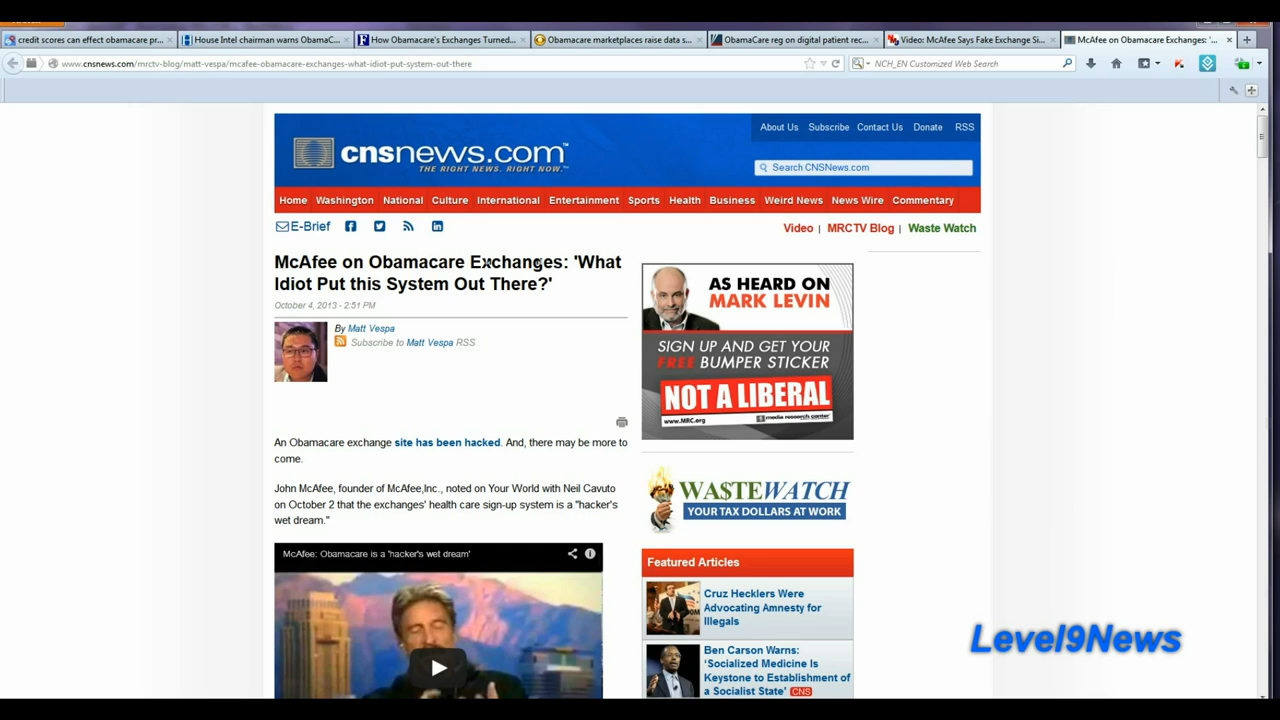 credit scores can effect obamacare pr...
House Intel chairman warns ObamaC...
How Obamacare's Exchanges Turned...
Obamacare marketplaces raise data s...
ObamaCare reg on digital patient rec...
Video: McAfee Says Fake Exchange Si...
McAfee on Obamacare Exchanges: '...
www.cnsnews.com/mrctv-blog/matt-vespa/mcafee-obamacare-exchanges-what-idiot-put-system-out-there
NCH_EN Customized Web Search
About Us Subscribe Contact Us Donate RSS
cnsnews.com™
THE RIGHT NEWS. RIGHT NOW.™
Search CNSNews.com
Home Washington National Culture International Entertainment Sports Health Business Weird News News Wire Commentary
E-Brief
Video | MRCTV Blog | Waste Watch
McAfee on Obamacare Exchanges: 'What
Idiot Put this System Out There?'
October 4, 2013 - 2:51 PM
By Matt Vespa
Subscribe to Matt Vespa RSS
An Obamacare exchange site has been hacked. And, there may be more to
come.
John McAfee, founder of McAfee,Inc., noted on Your World with Neil Cavuto
on October 2 that the exchanges' health care sign-up system is a "hacker's
wet dream."
McAfee: Obamacare is a 'hacker's wet dream'
AS HEARD ON
MARK LEVIN
SIGN UP AND GET YOUR
FREE BUMPER STICKER
NOT A LIBERAL
www.MRC.org
media research center
WA$TEWATCH
YOUR TAX DOLLARS AT WORK
Featured Articles
Cruz Hecklers Were
Advocating Amnesty for
Illegals
Ben Carson Warns:
‘Socialized Medicine Is
Keystone to Establishment of
a Socialist State’ CNS
Level9News